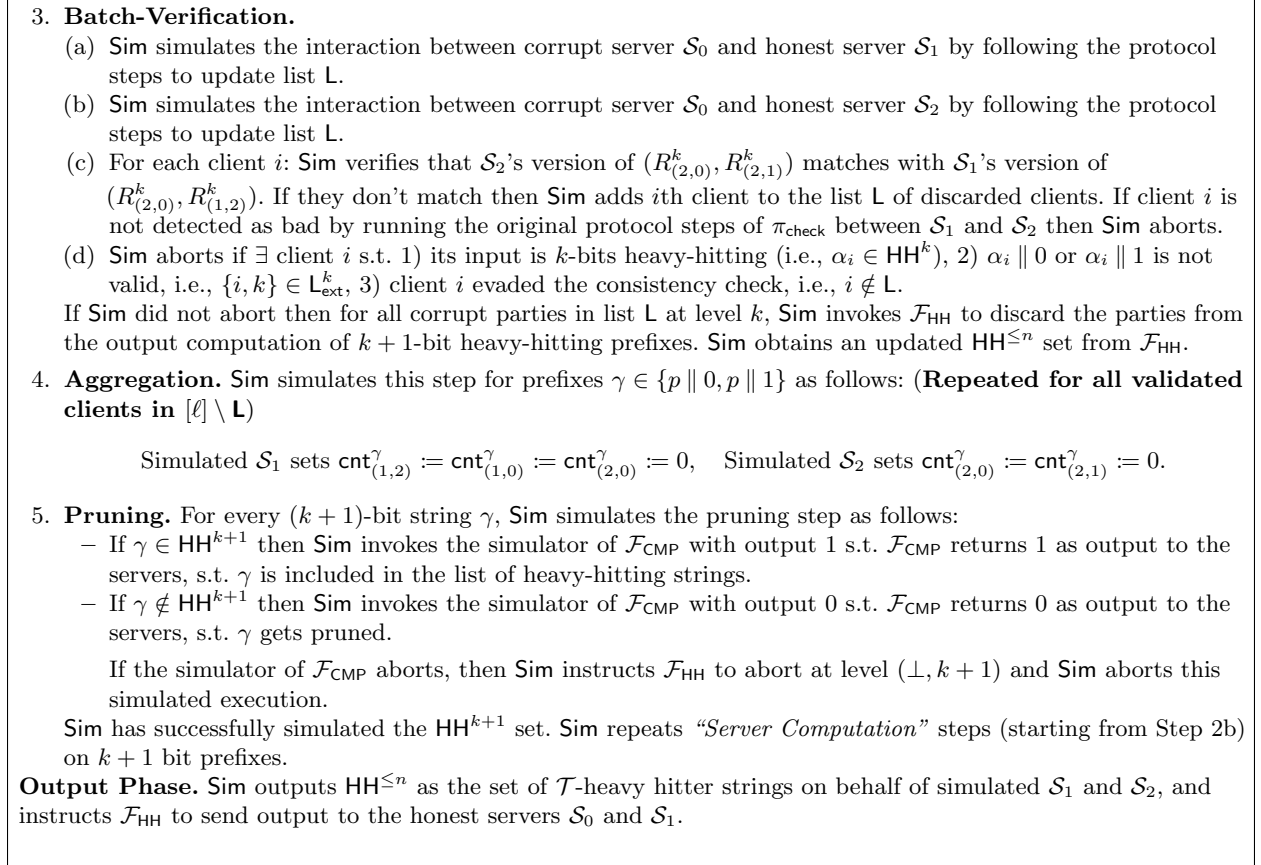 3. Batch-Verification.
(a) Sim simulates the interaction between corrupt server S₀ and honest server S₁ by following the protocol
steps to update list L.
(b) Sim simulates the interaction between corrupt server S₀ and honest server S₂ by following the protocol
steps to update list L.
(c) For each client i: Sim verifies that S₂'s version of (R^k_(2,0), R^k_(2,1)) matches with S₁'s version of
(R^k_(2,0), R^k_(1,2)). If they don't match then Sim adds ith client to the list L of discarded clients. If client i is
not detected as bad by running the original protocol steps of π_check between S₁ and S₂ then Sim aborts.
(d) Sim aborts if ∃ client i s.t. 1) its input is k-bits heavy-hitting (i.e., α_i ∈ HH^k), 2) α_i ∥ 0 or α_i ∥ 1 is not
valid, i.e., {i, k} ∈ L^k_ext, 3) client i evaded the consistency check, i.e., i ∉ L.
If Sim did not abort then for all corrupt parties in list L at level k, Sim invokes F_HH to discard the parties from
the output computation of k + 1-bit heavy-hitting prefixes. Sim obtains an updated HH^≤n set from F_HH.
4. Aggregation. Sim simulates this step for prefixes γ ∈ {p ∥ 0, p ∥ 1} as follows: (Repeated for all validated
clients in [ℓ] \ L)
Simulated S₁ sets cnt^γ_(1,2) := cnt^γ_(1,0) := cnt^γ_(2,0) := 0, Simulated S₂ sets cnt^γ_(2,0) := cnt^γ_(2,1) := 0.
5. Pruning. For every (k + 1)-bit string γ, Sim simulates the pruning step as follows:
– If γ ∈ HH^k+1 then Sim invokes the simulator of F_CMP with output 1 s.t. F_CMP returns 1 as output to the
servers, s.t. γ is included in the list of heavy-hitting strings.
– If γ ∉ HH^k+1 then Sim invokes the simulator of F_CMP with output 0 s.t. F_CMP returns 0 as output to the
servers, s.t. γ gets pruned.
If the simulator of F_CMP aborts, then Sim instructs F_HH to abort at level (⊥, k + 1) and Sim aborts this
simulated execution.
Sim has successfully simulated the HH^k+1 set. Sim repeats "Server Computation" steps (starting from Step 2b)
on k + 1 bit prefixes.
Output Phase. Sim outputs HH^≤n as the set of T-heavy hitter strings on behalf of simulated S₁ and S₂, and
instructs F_HH to send output to the honest servers S₀ and S₁.